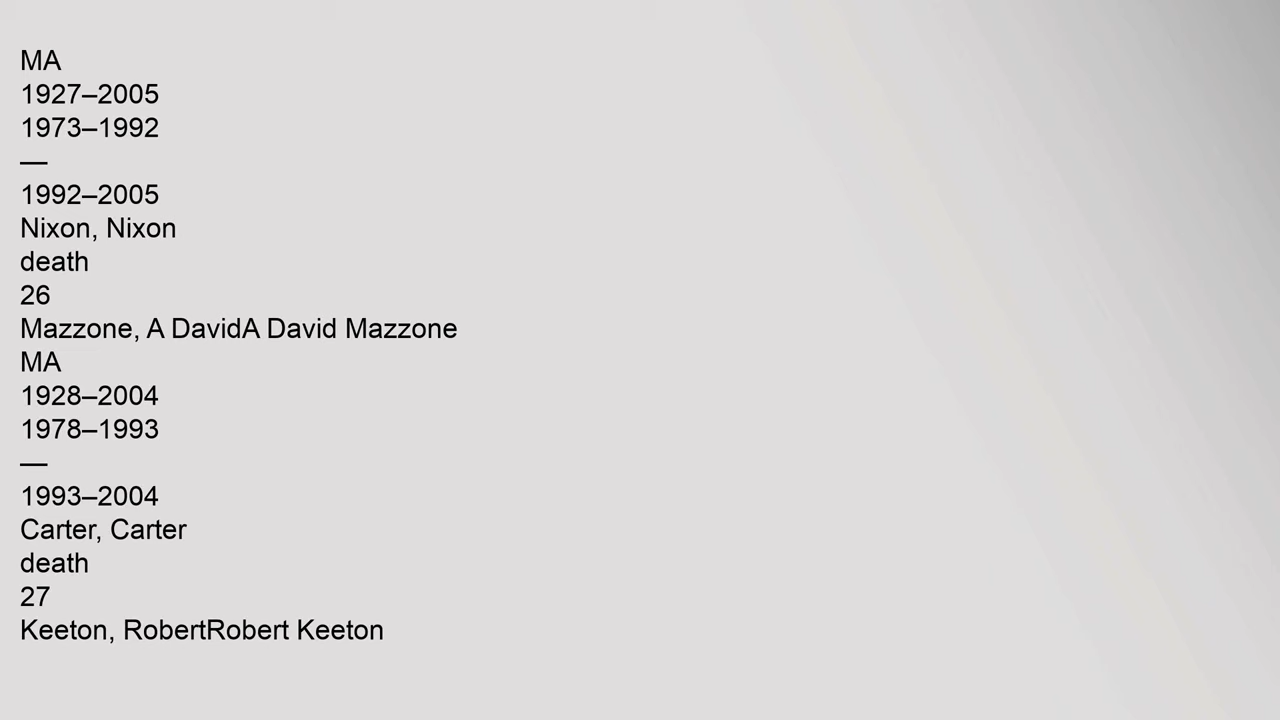 MA
1927–2005
1973–1992
—
1992–2005
Nixon, Nixon
death
26
Mazzone, A DavidA David Mazzone
MA
1928–2004
1978–1993
—
1993–2004
Carter, Carter
death
27
Keeton, RobertRobert Keeton